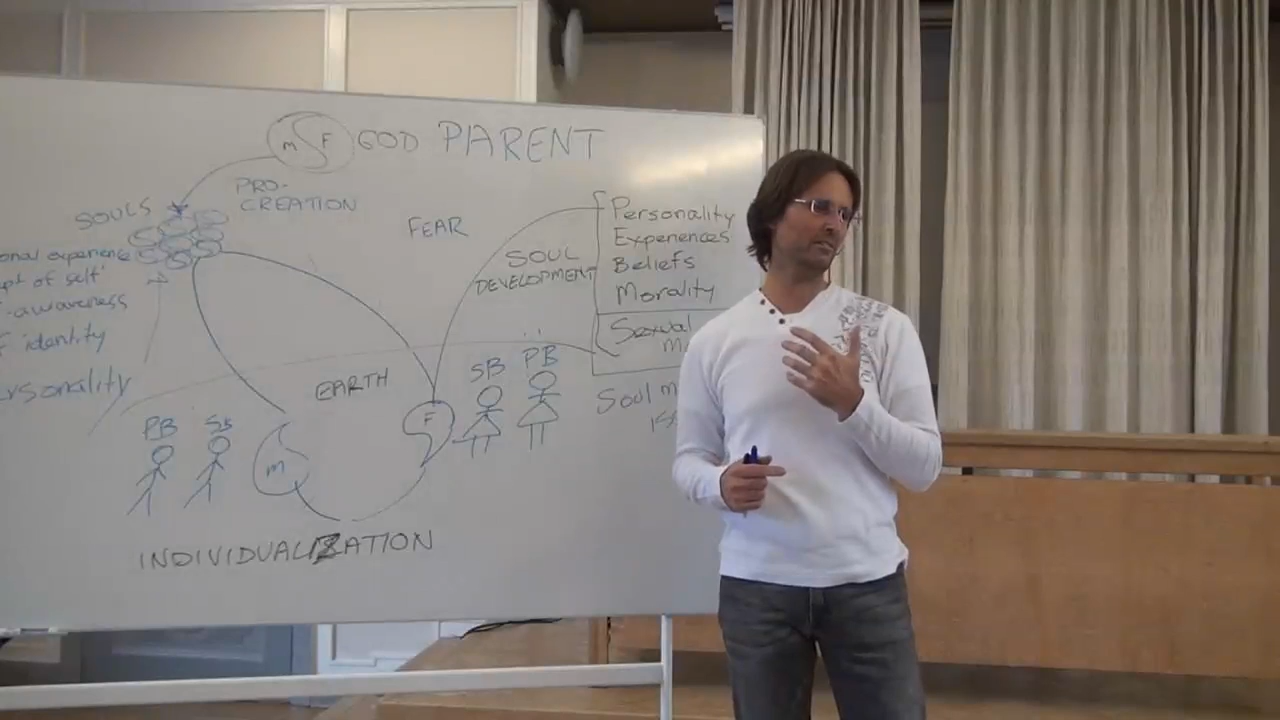 M F GOD PARENT
PRO-
CREATION
SOULS
FEAR
SOUL
DEVELOPMENT
Personality
Experiences
Beliefs
Morality
Sexual
Soul
onal experience
ept of self
-awareness
F identity
rsonality
EARTH
SB PB
PB SB
M
F
INDIVIDUALIZATION